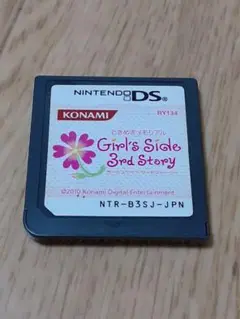 NINTENDO DS
KONAMI
RY134
ときめきメモリアル
Girl's Side
3rd Story
©2010 Konami Digital Entertainment
NTR-B3SJ-JPN